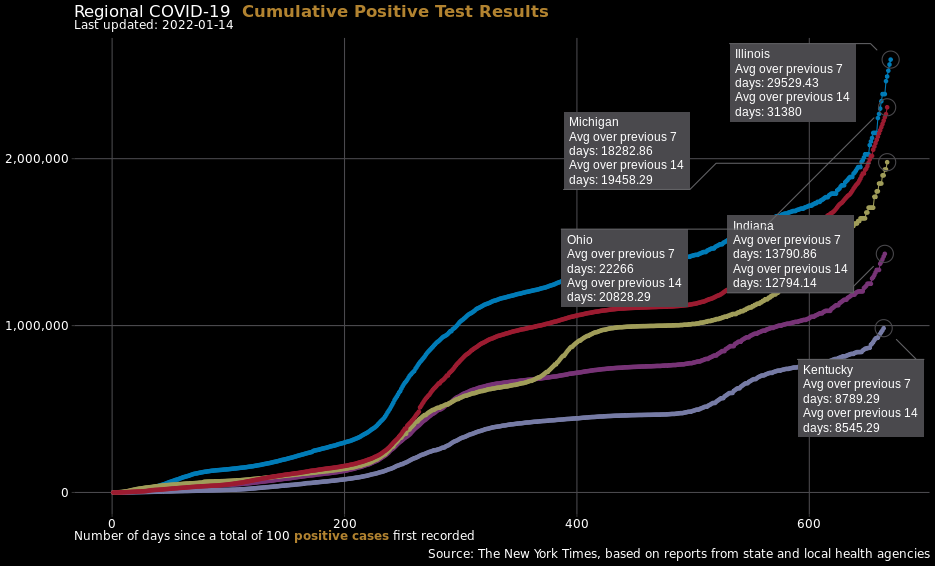 Regional COVID-19 Cumulative Positive Test Results
Last updated: 2022-01-14
Illinois
Avg over previous 7
days: 29529.43
Avg over previous 14
days: 31380
Michigan
Avg over previous 7
days: 18282.86
Avg over previous 14
days: 19458.29
Indiana
Avg over previous 7
days: 13790.86
Avg over previous 14
days: 12794.14
Ohio
Avg over previous 7
days: 22266
Avg over previous 14
days: 20828.29
Kentucky
Avg over previous 7
days: 8789.29
Avg over previous 14
days: 8545.29
2,000,000
1,000,000
0
0 200 400 600
Number of days since a total of 100 positive cases first recorded
Source: The New York Times, based on reports from state and local health agencies